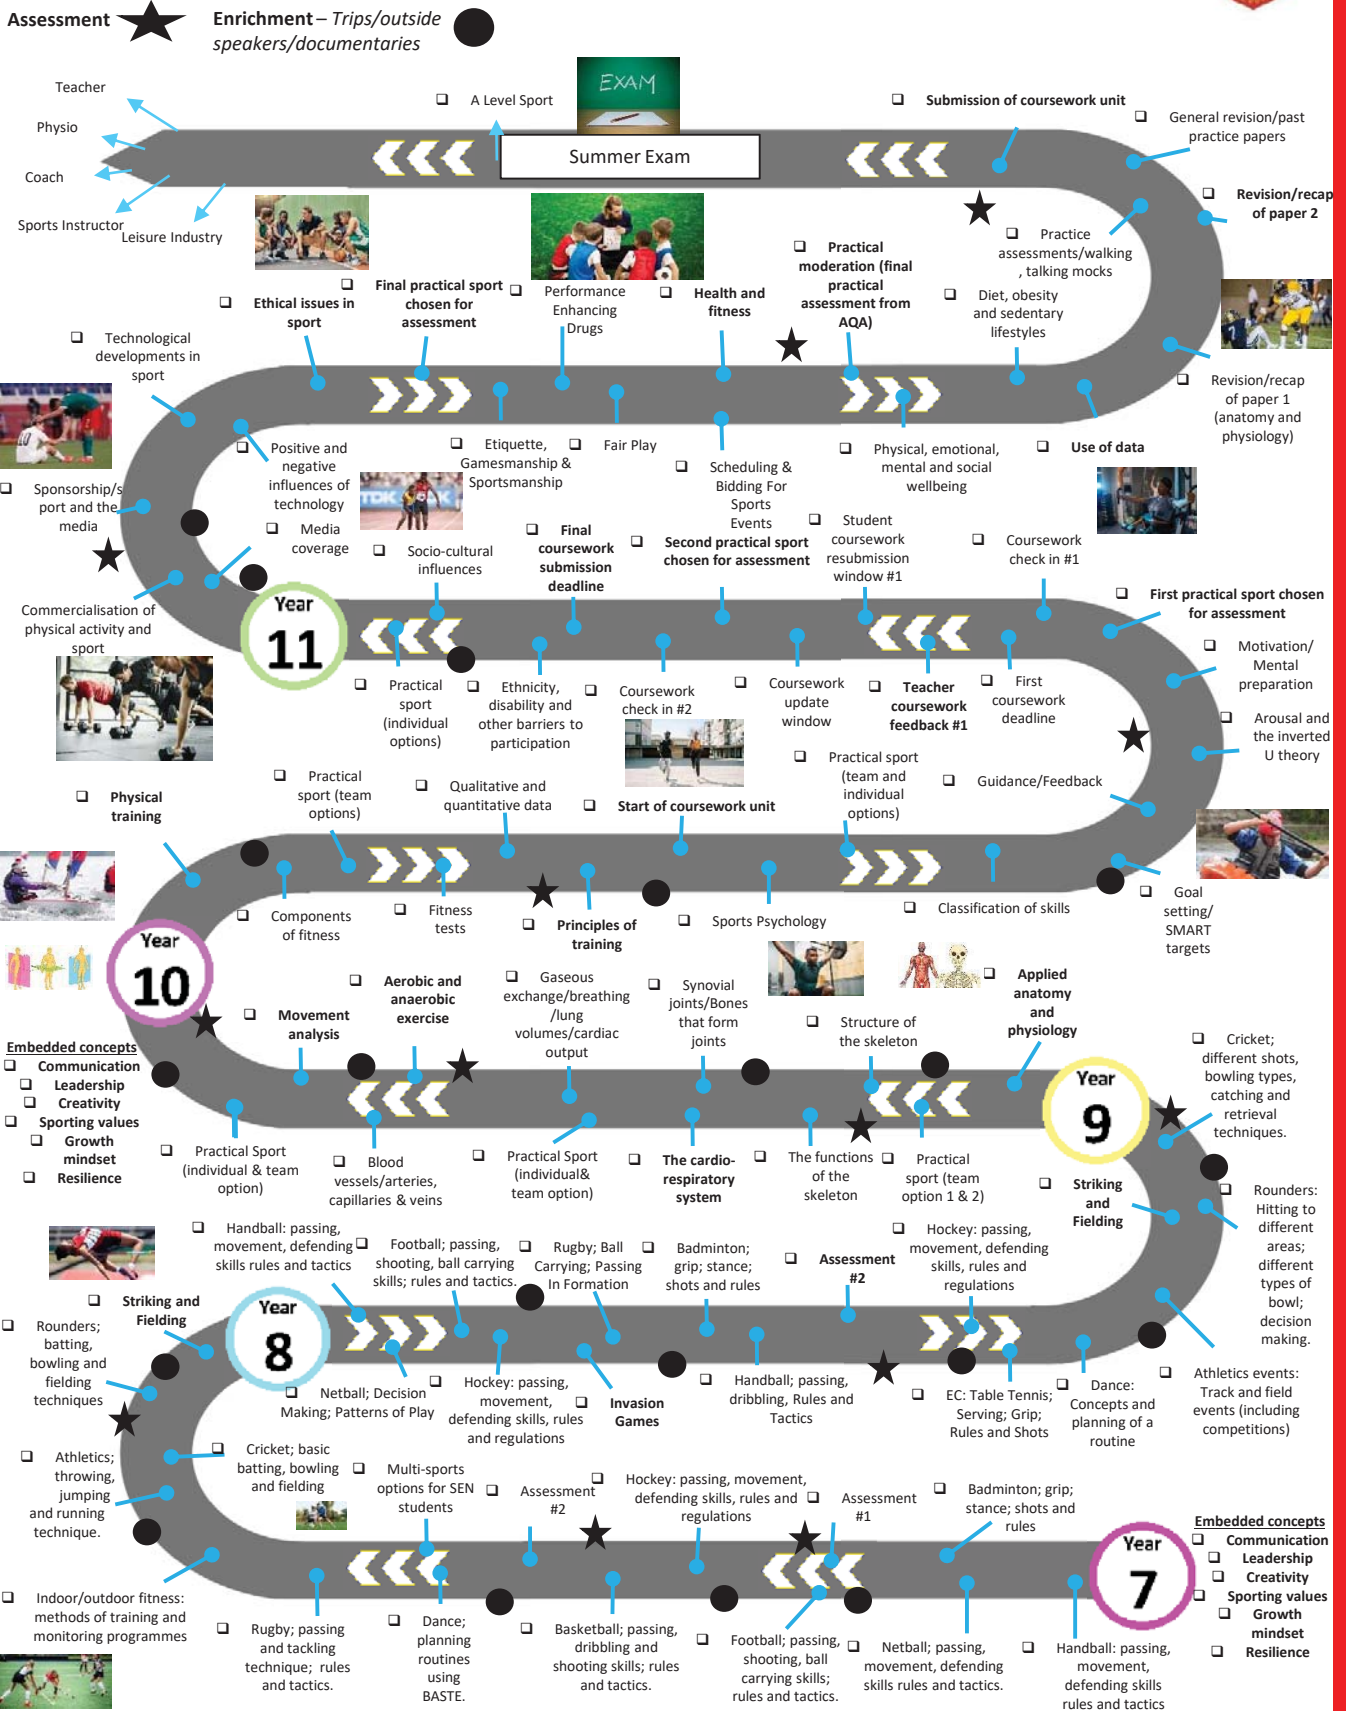 Assessment
Enrichment – Trips/outside
speakers/documentaries
Teacher
Physio
Coach
Sports Instructor
Leisure Industry
❑ A Level Sport
EXAM
Summer Exam
❑ Submission of coursework unit
❑ General revision/past
practice papers
❑ Revision/recap
of paper 2
❑ Practice
assessments/walking
, talking mocks
❑ Practical
moderation (final
practical
assessment from
AQA)
❑ Diet, obesity
and sedentary
lifestyles
❑ Revision/recap
of paper 1
(anatomy and
physiology)
❑ Technological
developments in
sport
❑ Ethical issues in
sport
❑ Final practical sport
chosen for
assessment
❑ Performance
Enhancing
Drugs
❑ Health and
fitness
❑ Positive and
negative
influences of
technology
❑ Etiquette,
Gamesmanship &
Sportsmanship
❑ Fair Play
❑ Scheduling &
Bidding For
Sports
Events
❑ Physical, emotional,
mental and social
wellbeing
❑ Use of data
❑ Sponsorship/s
port and the
media
❑ Media
coverage
Commercialisation of
physical activity and
sport
Year
11
❑ Socio-cultural
influences
❑ Final
coursework
submission
deadline
❑ Second practical sport
chosen for assessment
❑ Student
coursework
resubmission
window #1
❑ Coursework
check in #1
❑ First practical sport chosen
for assessment
❑ Motivation/
Mental
preparation
❑ Arousal and
the inverted
U theory
❑ Practical
sport
(individual
options)
❑ Ethnicity,
disability and
other barriers to
participation
❑ Coursework
check in #2
❑ Coursework
update
window
❑ Teacher
coursework
feedback #1
❑ First
coursework
deadline
❑ Physical
training
❑ Practical
sport (team
options)
❑ Qualitative and
quantitative data
❑ Start of coursework unit
❑ Practical sport
(team and
individual
options)
❑ Guidance/Feedback
❑ Components
of fitness
❑ Fitness
tests
❑ Principles of
training
❑ Sports Psychology
❑ Classification of skills
❑ Goal
setting/
SMART
targets
Year
10
❑ Movement
analysis
❑ Aerobic and
anaerobic
exercise
❑ Gaseous
exchange/breathing
/lung
volumes/cardiac
output
❑ Synovial
joints/Bones
that form
joints
❑ Structure of
the skeleton
❑ Applied
anatomy
and
physiology
Embedded concepts
❑ Communication
❑ Leadership
❑ Creativity
❑ Sporting values
❑ Growth
mindset
❑ Resilience
Year
9
❑ Cricket;
different shots,
bowling types,
catching and
retrieval
techniques.
❑ Practical Sport
(individual & team
option)
❑ Blood
vessels/arteries,
capillaries & veins
❑ Practical Sport
(individual&
team option)
❑ The cardio-
respiratory
system
❑ The functions
of the
skeleton
❑ Practical
sport (team
option 1 & 2)
❑ Striking
and
Fielding
❑ Rounders:
Hitting to
different
areas;
different
types of
bowl;
decision
making.
❑ Handball: passing,
movement, defending
skills rules and tactics
❑ Football; passing,
shooting, ball carrying
skills; rules and tactics.
❑ Rugby; Ball
Carrying; Passing
In Formation
❑ Badminton;
grip; stance;
shots and rules
❑ Assessment
#2
❑ Hockey: passing,
movement, defending
skills, rules and
regulations
❑ Striking and
Fielding
Year
8
❑ Rounders;
batting,
bowling and
fielding
techniques
❑ Netball; Decision
Making; Patterns of Play
❑ Hockey: passing,
movement,
defending skills, rules
and regulations
❑ Invasion
Games
❑ Handball; passing,
dribbling, Rules and
Tactics
❑ EC: Table Tennis;
Serving; Grip;
Rules and Shots
❑ Dance:
Concepts and
planning of a
routine
❑ Athletics events:
Track and field
events (including
competitions)
❑ Athletics;
throwing,
jumping
and running
technique.
❑ Cricket; basic
batting, bowling
and fielding
❑ Multi-sports
options for SEN
students
❑ Assessment
#2
❑ Hockey: passing, movement,
defending skills, rules and
regulations
❑ Assessment
#1
❑ Badminton; grip;
stance; shots and
rules
Year
7
Embedded concepts
❑ Communication
❑ Leadership
❑ Creativity
❑ Sporting values
❑ Growth
mindset
❑ Resilience
❑ Indoor/outdoor fitness:
methods of training and
monitoring programmes
❑ Rugby; passing
and tackling
technique; rules
and tactics.
❑ Dance;
planning
routines
using
BASTE.
❑ Basketball; passing,
dribbling and
shooting skills; rules
and tactics.
❑ Football; passing,
shooting, ball
carrying skills;
rules and tactics.
❑ Netball; passing,
movement, defending
skills rules and tactics.
❑ Handball: passing,
movement,
defending skills
rules and tactics